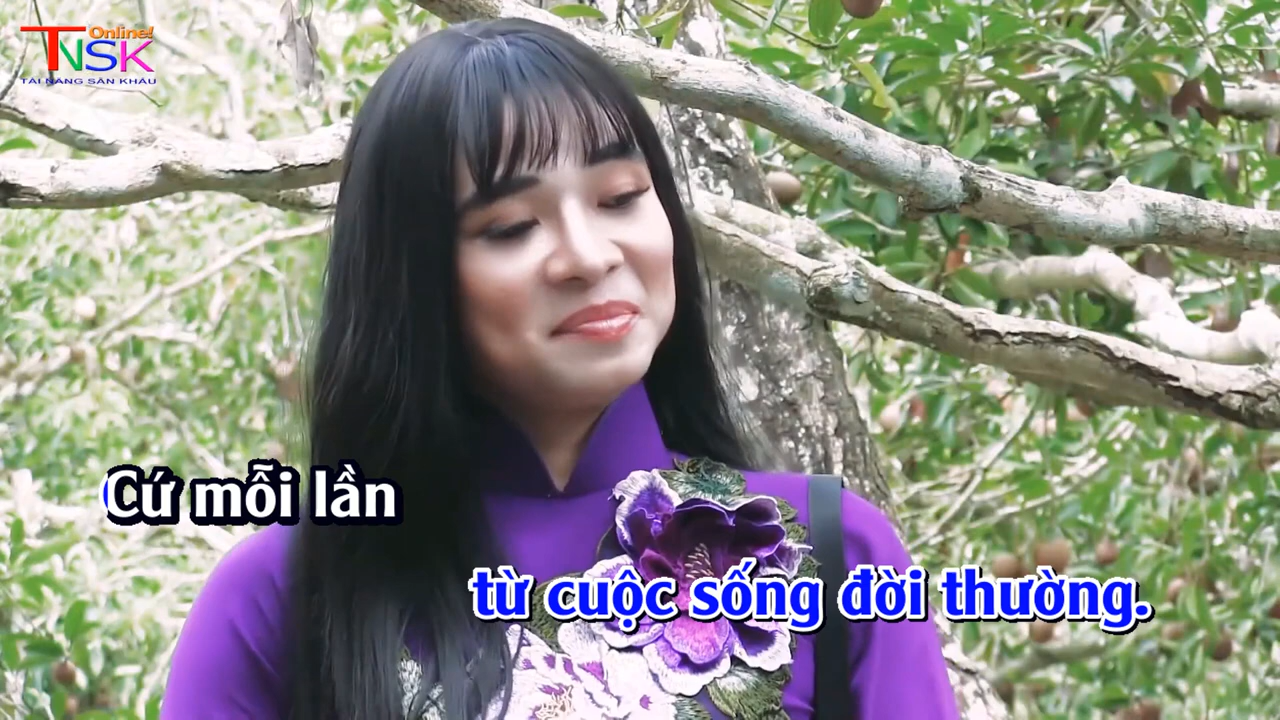 Online!
TNSK
TÀI NĂNG SÂN KHẤU
Cứ mỗi lần
từ cuộc sống đời thường.